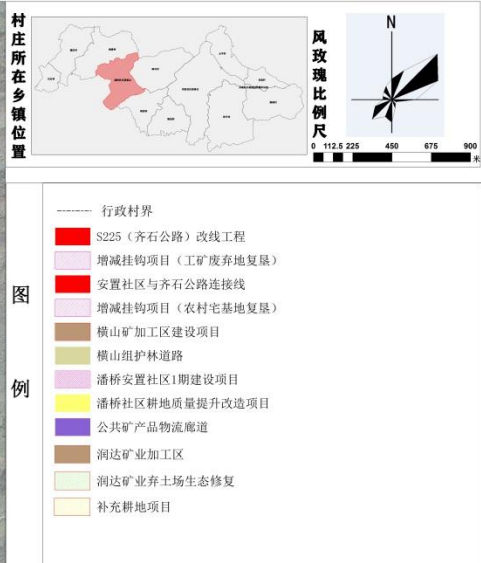 村庄所在乡镇位置
风玫瑰比例尺
N
0 112.5 225 450 675 900
米
图例
行政村界
S225（齐石公路）改线工程
增减挂钩项目（工矿废弃地复垦）
安置社区与齐石公路连接线
增减挂钩项目（农村宅基地复垦）
横山矿加工区建设项目
横山组护林道路
潘桥安置社区1期建设项目
潘桥社区耕地质量提升改造项目
公共矿产品物流廊道
润达矿业加工区
润达矿业弃土场生态修复
补充耕地项目